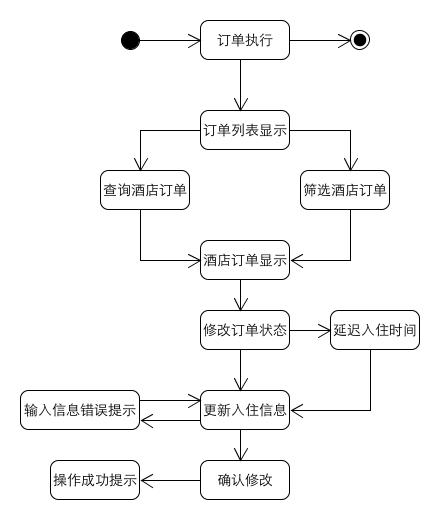 订单执行
订单列表显示
查询酒店订单
筛选酒店订单
酒店订单显示
修改订单状态
延迟入住时间
输入信息错误提示
更新入住信息
操作成功提示
确认修改